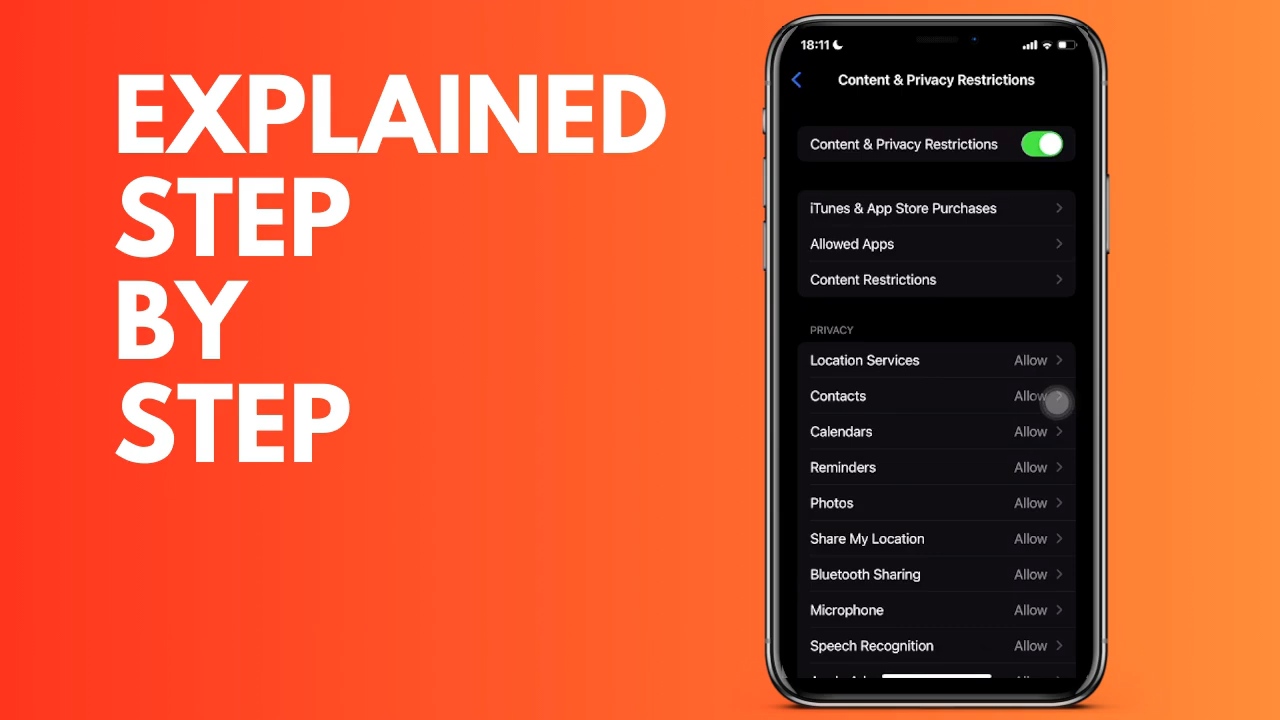 EXPLAINED
STEP
BY
STEP
18:11
Content & Privacy Restrictions
Content & Privacy Restrictions
iTunes & App Store Purchases
Allowed Apps
Content Restrictions
PRIVACY
Location Services Allow
Contacts Allow
Calendars Allow
Reminders Allow
Photos Allow
Share My Location Allow
Bluetooth Sharing Allow
Microphone Allow
Speech Recognition Allow